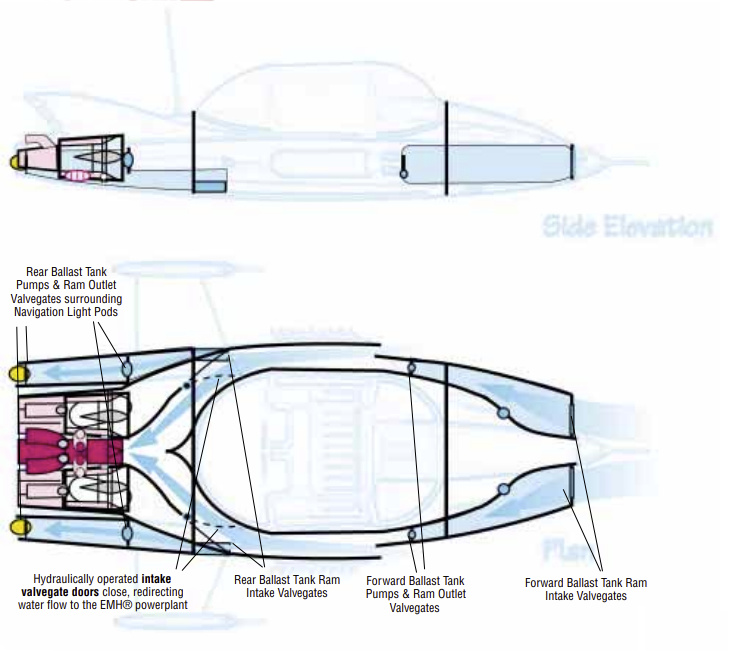 Side Elevation
Rear Ballast Tank
Pumps & Ram Outlet
Valvegates surrounding
Navigation Light Pods
Plan
Hydraulically operated intake
valvegate doors close, redirecting
water flow to the EMH® powerplant
Rear Ballast Tank Ram
Intake Valvegates
Forward Ballast Tank
Pumps & Ram Outlet
Valvegates
Forward Ballast Tank Ram
Intake Valvegates